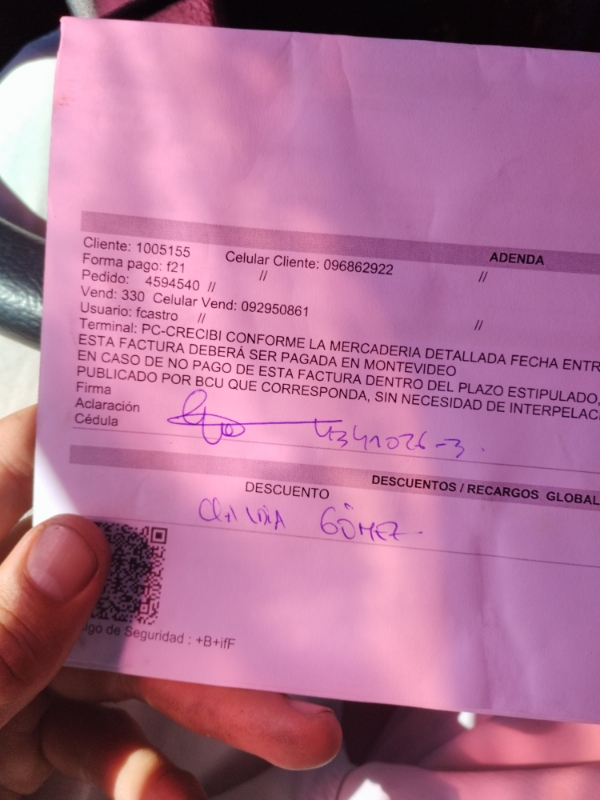 ADENDA
Cliente: 1005155 Celular Cliente: 096862922 //
Forma pago: f21 //
Pedido: 4594540 //
Vend: 330 Celular Vend: 092950861 //
Usuario: fcastro //
Terminal: PC-CRECIBI CONFORME LA MERCADERIA DETALLADA FECHA ENTR
ESTA FACTURA DEBERÁ SER PAGADA EN MONTEVIDEO
EN CASO DE NO PAGO DE ESTA FACTURA DENTRO DEL PLAZO ESTIPULADO,
PUBLICADO POR BCU QUE CORRESPONDA, SIN NECESIDAD DE INTERPELAC
Firma
Aclaración
Cédula 4341026-3.
DESCUENTOS / RECARGOS GLOBAL
DESCUENTO
GÓMEZ
igo de Seguridad : +B+ifF